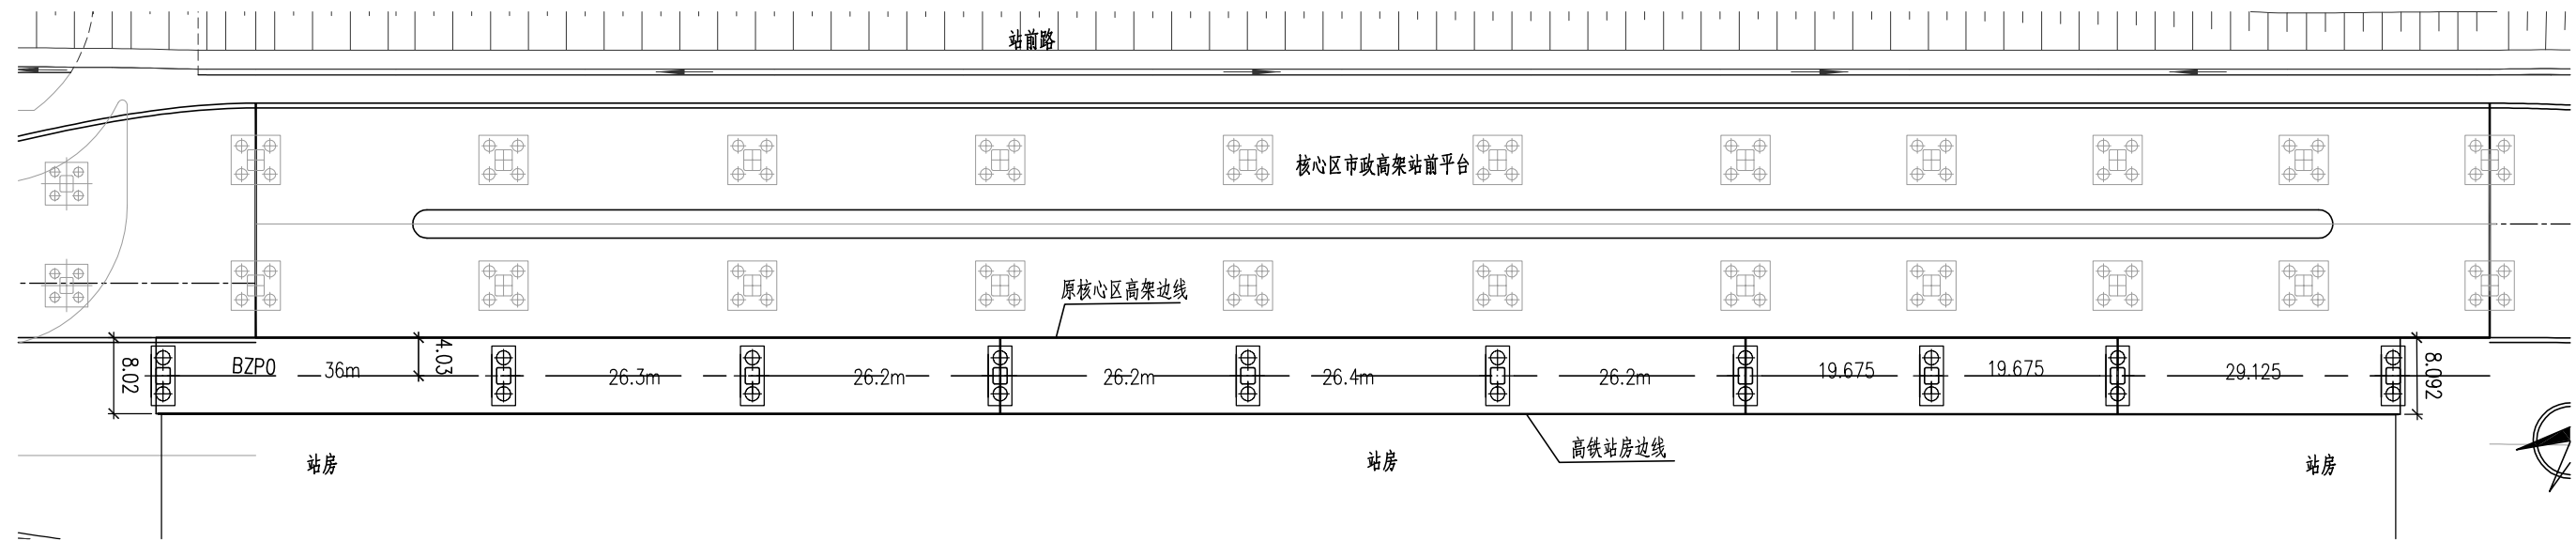 站前路
核心区市政高架站前平台
原核心区高架边线
8.02
BZP0
36m
4.03
26.3m
26.2m
26.2m
26.4m
26.2m
19.675
19.675
29.125
8.092
高铁站房边线
站房
站房
站房